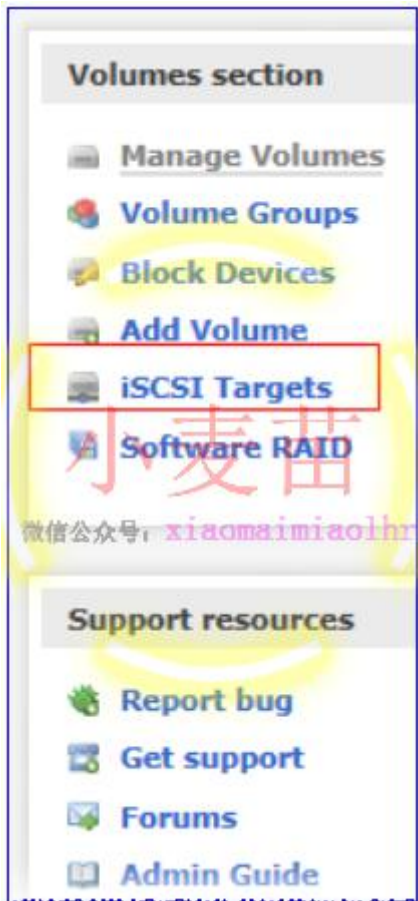 Volumes section
Manage Volumes
Volume Groups
Block Devices
Add Volume
iSCSI Targets
Software RAID
小麦苗
微信公众号：xiaomaimiaolhr
Support resources
Report bug
Get support
Forums
Admin Guide